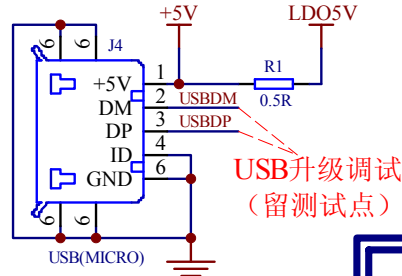 +5V LDO5V
6 6 J4
+5V 1 R1
DM 2 USBDM 0.5R
DP 3 USBDP
ID 4
GND 6
USB升级调试
（留测试点）
6 6
USB(MICRO)